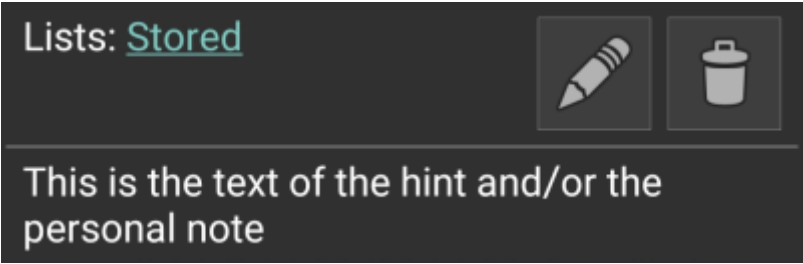 Lists: Stored
This is the text of the hint and/or the
personal note